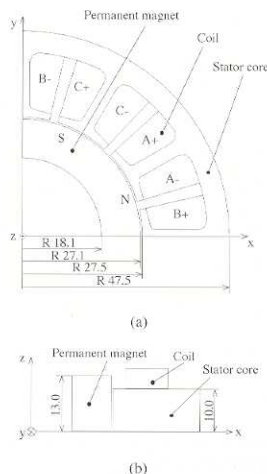 Permanent magnet
y
Coil
Stator core
B-
C+
C-
A+
S
A-
N
B+
z
x
R 18.1
R 27.1
R 27.5
R 47.5
(a)
z
Permanent magnet
Coil
Stator core
13.0
10.0
y
x
(b)